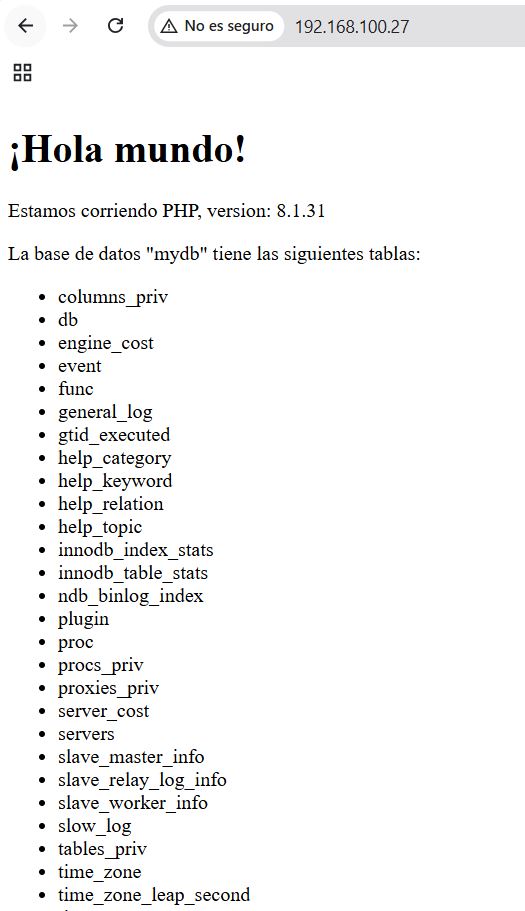 No es seguro 192.168.100.27
¡Hola mundo!
Estamos corriendo PHP, version: 8.1.31
La base de datos "mydb" tiene las siguientes tablas:
• columns_priv
• db
• engine_cost
• event
• func
• general_log
• gtid_executed
• help_category
• help_keyword
• help_relation
• help_topic
• innodb_index_stats
• innodb_table_stats
• ndb_binlog_index
• plugin
• proc
• procs_priv
• proxies_priv
• server_cost
• servers
• slave_master_info
• slave_relay_log_info
• slave_worker_info
• slow_log
• tables_priv
• time_zone
• time_zone_leap_second